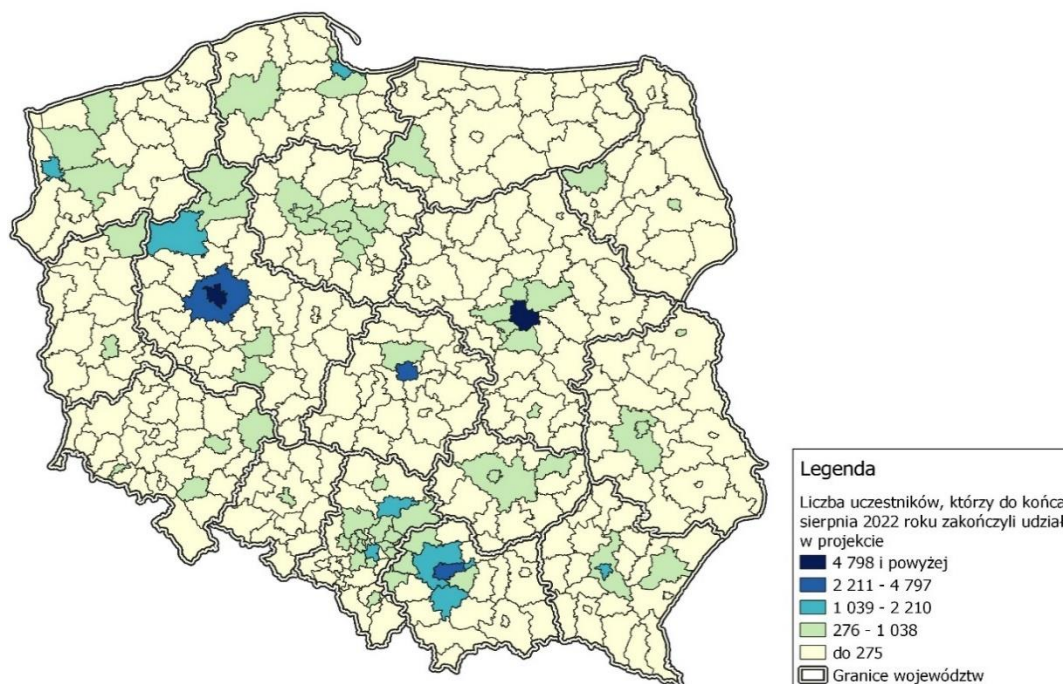 Legenda
Liczba uczestników, którzy do końca
sierpnia 2022 roku zakończyli udział
w projekcie
4 798 i powyżej
2 211 - 4 797
1 039 - 2 210
276 - 1 038
do 275
Granice województw